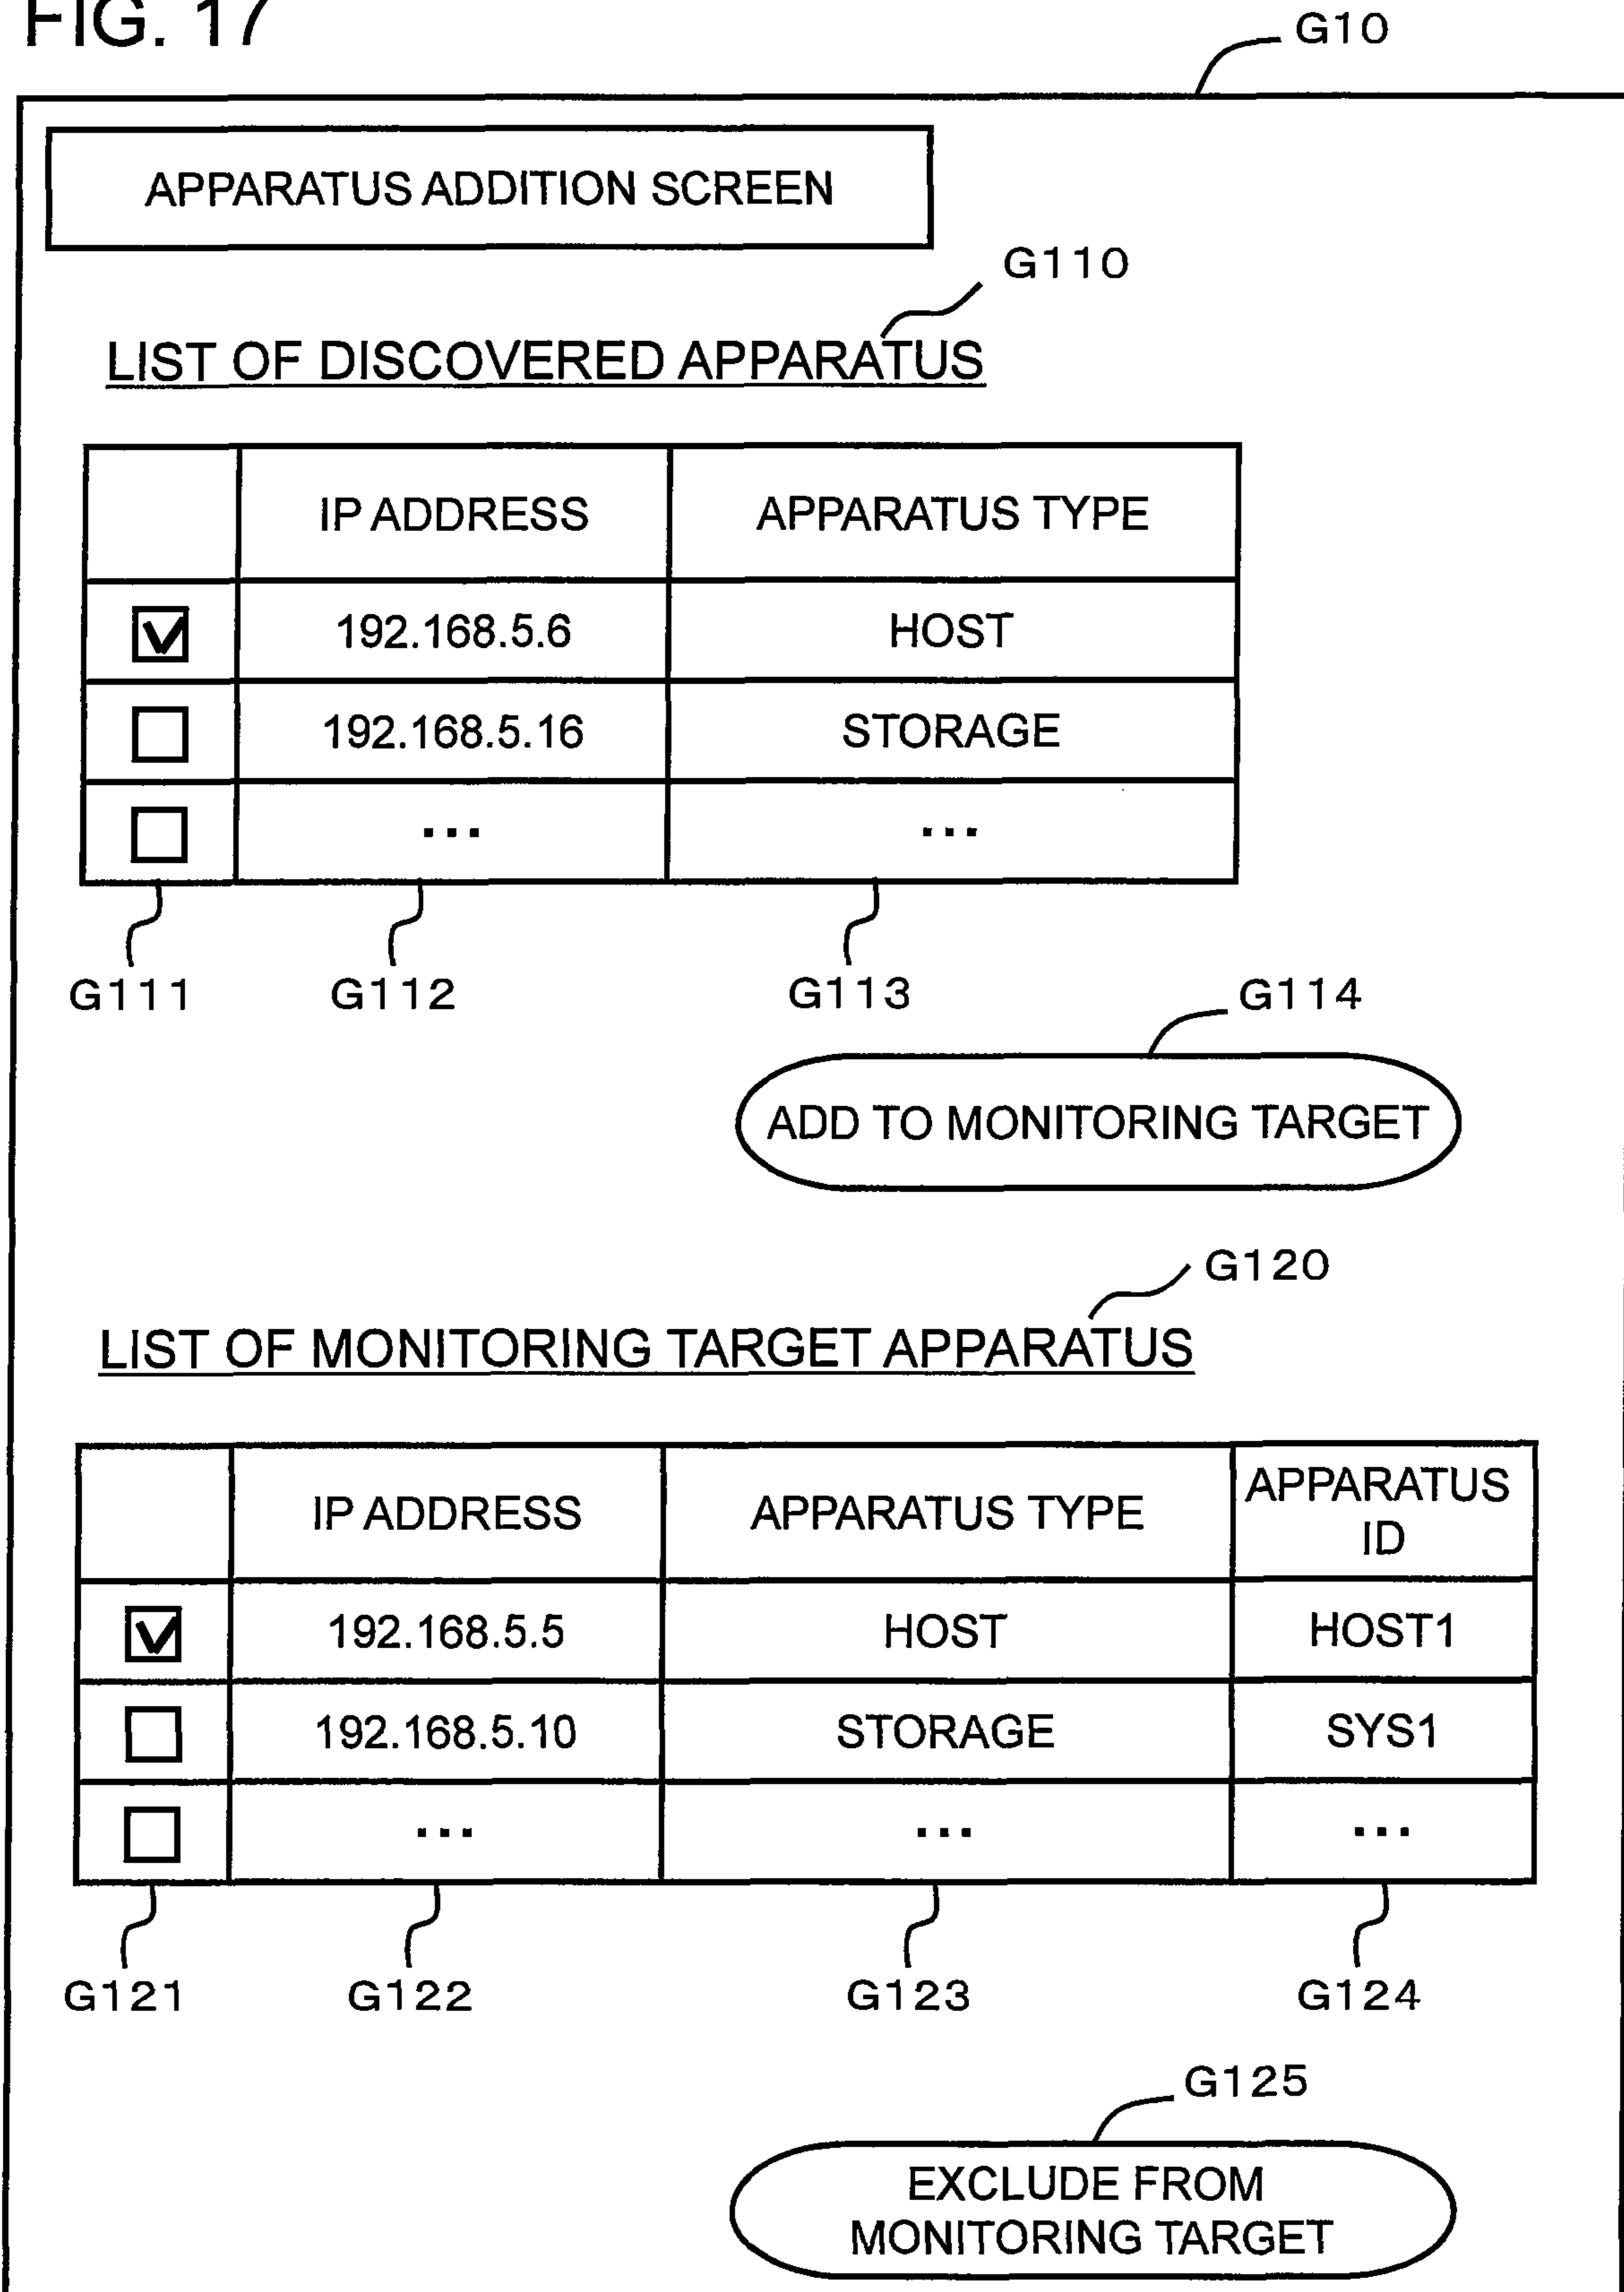 FIG. 17
G10
APPARATUS ADDITION SCREEN
G110
LIST OF DISCOVERED APPARATUS
IP ADDRESS APPARATUS TYPE
192.168.5.6 HOST
192.168.5.16 STORAGE
... ...
G111 G112 G113
G114
ADD TO MONITORING TARGET
G120
LIST OF MONITORING TARGET APPARATUS
IP ADDRESS APPARATUS TYPE APPARATUS
ID
192.168.5.5 HOST HOST1
192.168.5.10 STORAGE SYS1
... ... ...
G121 G122 G123 G124
G125
EXCLUDE FROM
MONITORING TARGET